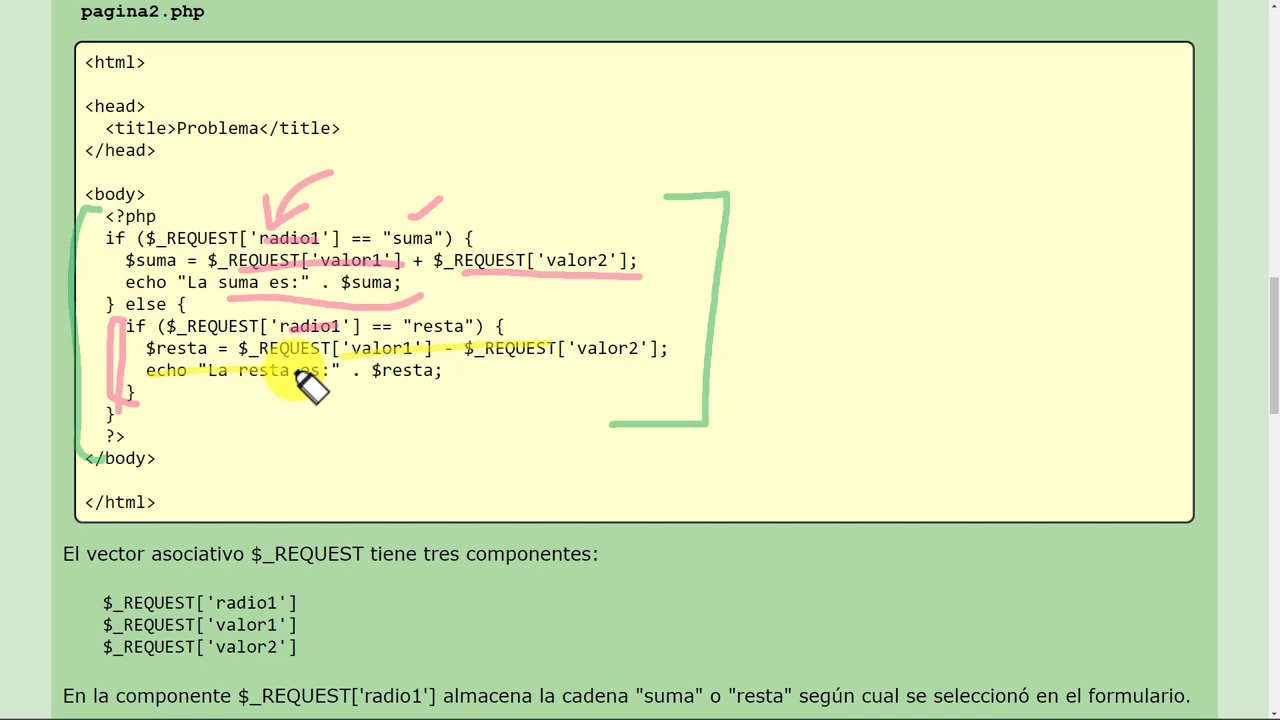 pagina2.php
<html>
<head>
<title>Problema</title>
</head>
<body>
<?php
if ($_REQUEST['radio1'] == "suma") {
$suma = $_REQUEST['valor1'] + $_REQUEST['valor2'];
echo "La suma es:" . $suma;
} else {
if ($_REQUEST['radio1'] == "resta") {
$resta = $_REQUEST['valor1'] - $_REQUEST['valor2'];
echo "La resta es:" . $resta;
}
}
?>
</body>
</html>
El vector asociativo $_REQUEST tiene tres componentes:
$_REQUEST['radio1']
$_REQUEST['valor1']
$_REQUEST['valor2']
En la componente $_REQUEST['radio1'] almacena la cadena "suma" o "resta" según cual se seleccionó en el formulario.